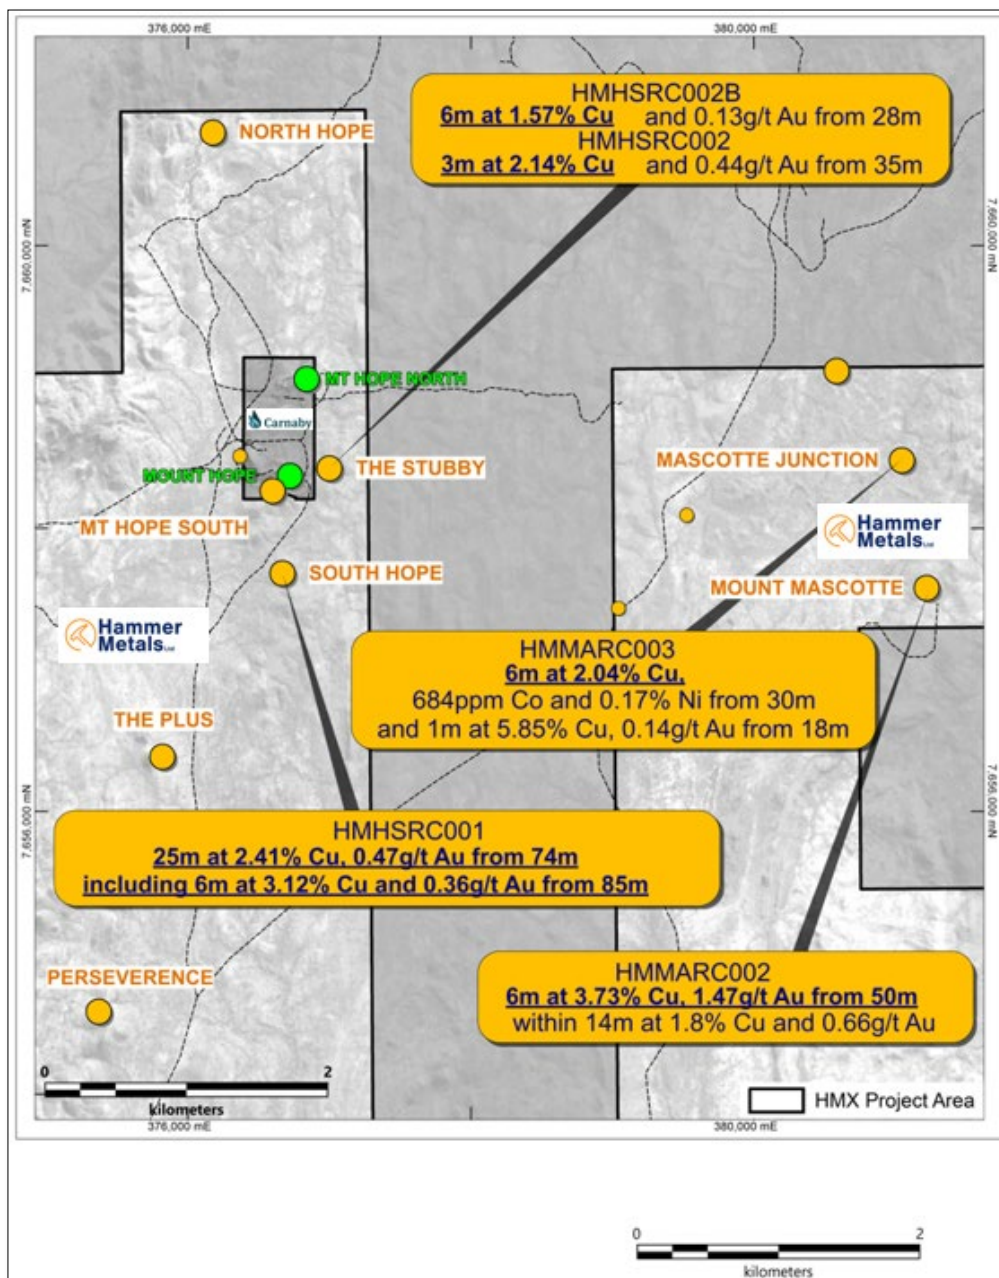 376,000 mE
380,000 mE
HMHSRC002B
6m at 1.57% Cu and 0.13g/t Au from 28m
HMHSRC002
3m at 2.14% Cu and 0.44g/t Au from 35m
NORTH HOPE
7,660,000 mN
7,660,000 mN
MT HOPE NORTH
Carnaby
MOUNT HOPE
THE STUBBY
MASCOTTE JUNCTION
MT HOPE SOUTH
Hammer
Metals Ltd
SOUTH HOPE
MOUNT MASCOTTE
Hammer
Metals Ltd
HMMARC003
6m at 2.04% Cu,
684ppm Co and 0.17% Ni from 30m
and 1m at 5.85% Cu, 0.14g/t Au from 18m
THE PLUS
7,656,000 mN
7,656,000 mN
HMHSRC001
25m at 2.41% Cu, 0.47g/t Au from 74m
including 6m at 3.12% Cu and 0.36g/t Au from 85m
PERSEVERENCE
HMMARC002
6m at 3.73% Cu, 1.47g/t Au from 50m
within 14m at 1.8% Cu and 0.66g/t Au
0 2
kilometers
HMX Project Area
376,000 mE
380,000 mE
0 2
kilometers